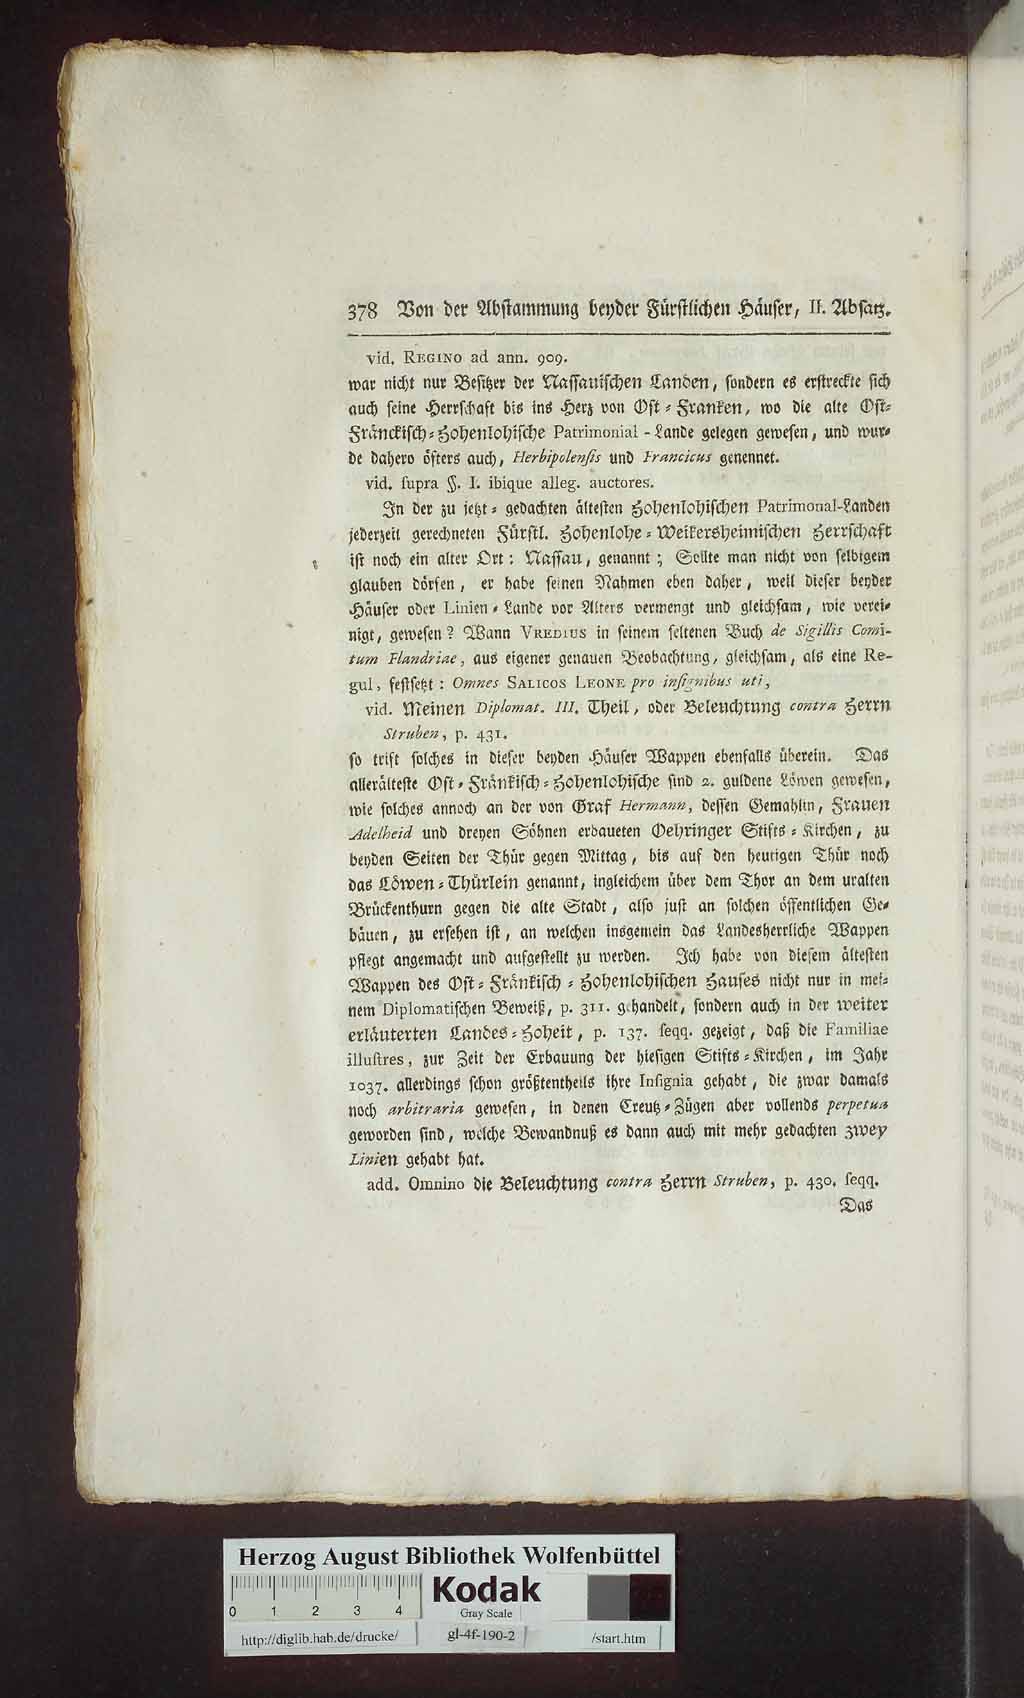 378 Von der Abstammung beyder Fürstlichen Häuser, II. Absatz.
vid. REGINO ad ann. 909.
war nicht nur Besitzer der Nassauischen Landen, sondern es erstreckte sich
auch seine Herrschaft bis ins Herz von Ost-Franken, wo die alte Ost-
Fränckisch-Hohenlohische Patrimonial-Lande gelegen gewesen, und wur-
de dahero öfters auch, Herbipolensis und Francicus genennet.
vid. supra §. I. ibique alleg. auctores.
In der zu jetzt-gedachten ältesten Hohenlohischen Patrimonal-Landen
jederzeit gerechneten Fürstl. Hohenlohe-Weikersheimischen Herrschaft
ist noch ein alter Ort: Nassau, genannt; Sollte man nicht von selbigem
glauben dörfen, er habe seinen Nahmen eben daher, weil dieser beyder
Häuser oder Linien-Lande vor Alters vermengt und gleichsam, wie verei-
nigt, gewesen? Wann VREDIUS in seinem seltenen Buch de Sigillis Comi-
tum Flandriae, aus eigener genauen Beobachtung, gleichsam, als eine Re-
gul, festsetzt: Omnes SALICOS LEONE pro insignibus uti,
vid. Meinen Diplomat. III. Theil, oder Beleuchtung contra Herrn
Struben, p. 431.
so trift solches in dieser beyden Häuser Wappen ebenfalls überein. Das
allerälteste Ost-Fränkisch-Hohenlohische sind 2. guldene Löwen gewesen,
wie solches annoch an der von Graf Hermann, dessen Gemahlin, Frauen
Adelheid und dreyen Söhnen erbaueten Oehringer Stifts-Kirchen, zu
beyden Seiten der Thür gegen Mittag, bis auf den heutigen Thür noch
das Löwen-Thürlein genannt, ingleichem über dem Thor an dem uralten
Brückenthurn gegen die alte Stadt, also just an solchen öffentlichen Ge-
bäuen, zu ersehen ist, an welchen insgemein das Landesherrliche Wappen
pflegt angemacht und aufgestellt zu werden. Ich habe von diesem ältesten
Wappen des Ost-Fränkisch-Hohenlohischen Hauses nicht nur in mei-
nem Diplomatischen Beweiß, p. 311. gehandelt, sondern auch in der weiter
erläuterten Landes-Hoheit, p. 137. seqq. gezeigt, daß die Familiae
illustres, zur Zeit der Erbauung der hiesigen Stifts-Kirchen, im Jahr
1037. allerdings schon größtentheils ihre Insignia gehabt, die zwar damals
noch arbitraria gewesen, in denen Creutz-Zügen aber vollends perpetua
geworden sind, welche Bewandnuß es dann auch mit mehr gedachten zwey
Linien gehabt hat.
add. Omnino die Beleuchtung contra Herrn Struben, p. 430. seqq.
Das
Herzog August Bibliothek Wolfenbüttel
0 1 2 3 4
Kodak
Gray Scale
http://diglib.hab.de/drucke/ gl-4f-190-2 /start.htm